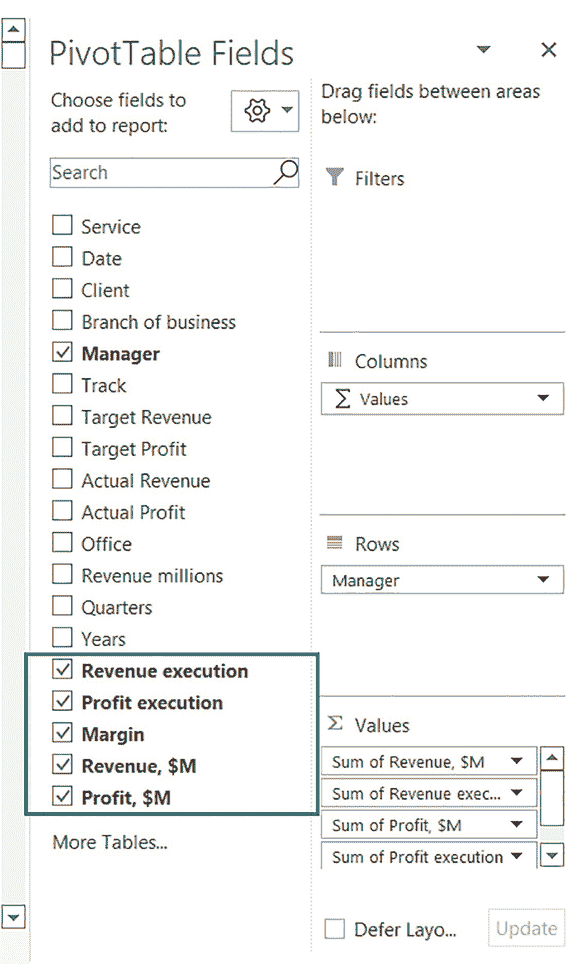 PivotTable Fields
Choose fields to
add to report:
Search
Service
Date
Client
Branch of business
Manager
Track
Target Revenue
Target Profit
Actual Revenue
Actual Profit
Office
Revenue millions
Quarters
Years
Revenue execution
Profit execution
Margin
Revenue, $M
Profit, $M
More Tables...
Drag fields between areas
below:
Filters
Columns
Σ Values
Rows
Manager
Σ Values
Sum of Revenue, $M
Sum of Revenue exec...
Sum of Profit, $M
Sum of Profit execution
Defer Layo...
Update